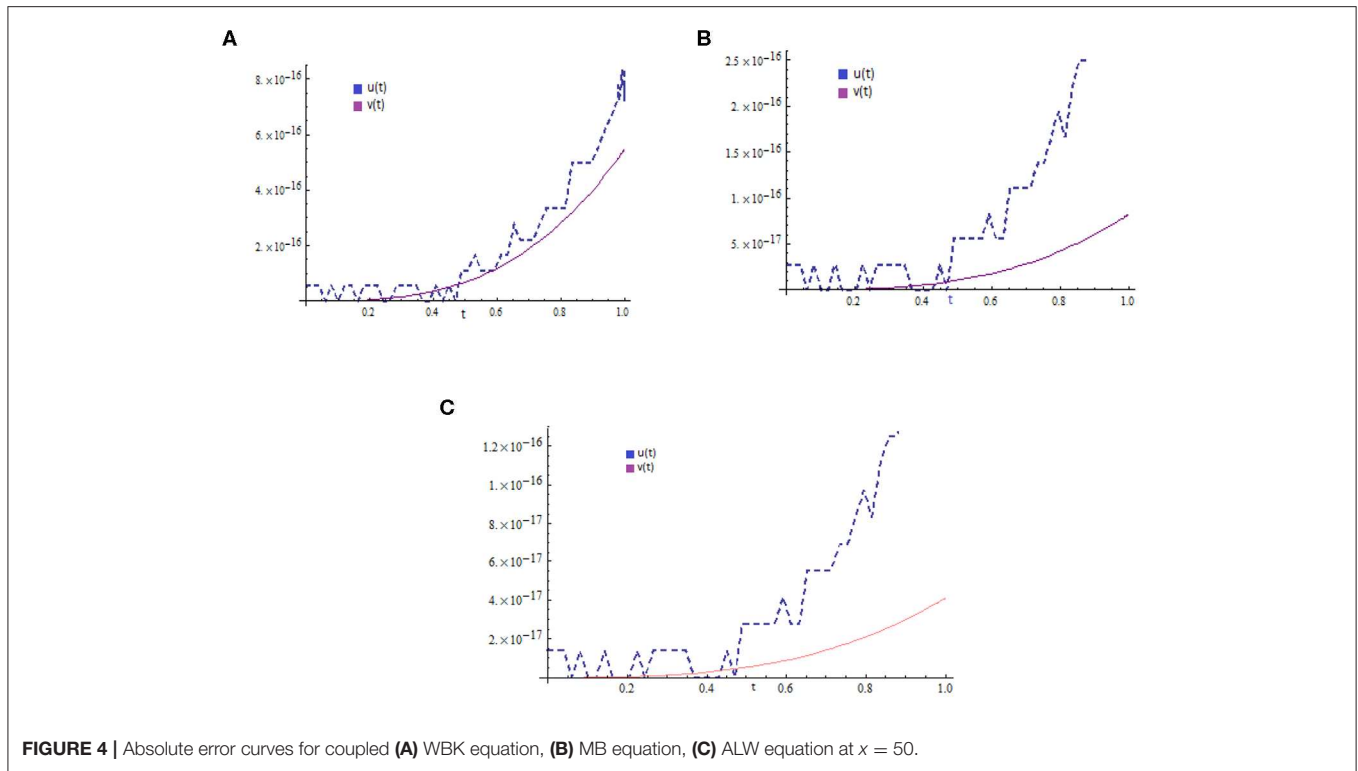 A
8.×10−16
6.×10−16
4.×10−16
2.×10−16
u(t)
v(t)
0.2 0.4 0.6 0.8 1.0
t
B
2.5×10−16
2.×10−16
1.5×10−16
1.×10−16
5.×10−17
u(t)
v(t)
0.2 0.4 0.6 0.8 1.0
t
C
1.2×10−16
1.×10−16
8.×10−17
6.×10−17
4.×10−17
2.×10−17
u(t)
v(t)
0.2 0.4 t 0.6 0.8 1.0
FIGURE 4 | Absolute error curves for coupled (A) WBK equation, (B) MB equation, (C) ALW equation at x = 50.